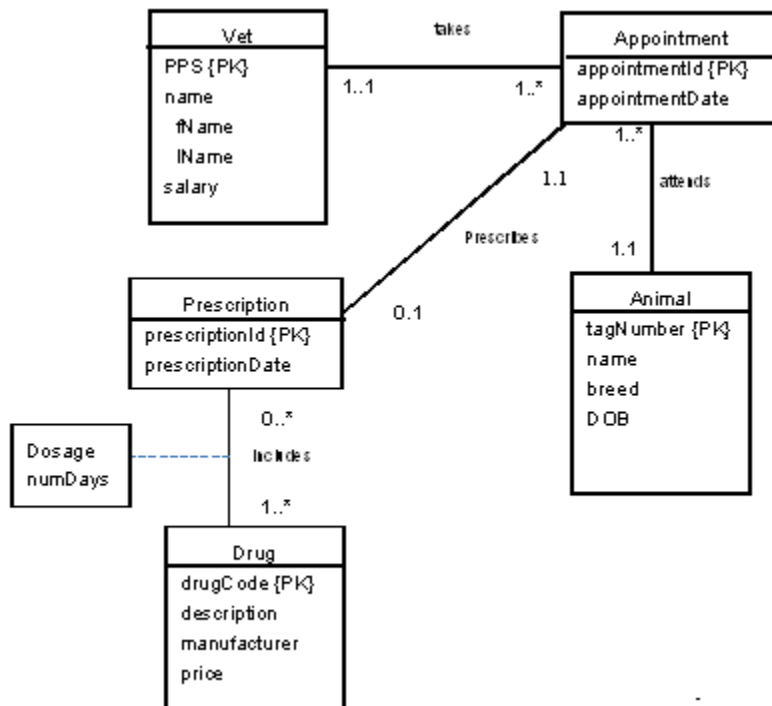 Vet
PPS {PK}
name
fName
lName
salary
takes
1..1
1..*
Appointment
appointmentId {PK}
appointmentDate
1..*
attends
1.1
1.1
Prescribes
0.1
Animal
tagNumber {PK}
name
breed
DOB
Prescription
prescriptionId {PK}
prescriptionDate
0..*
Includes
1..*
Dosage
numDays
Drug
drugCode {PK}
description
manufacturer
price